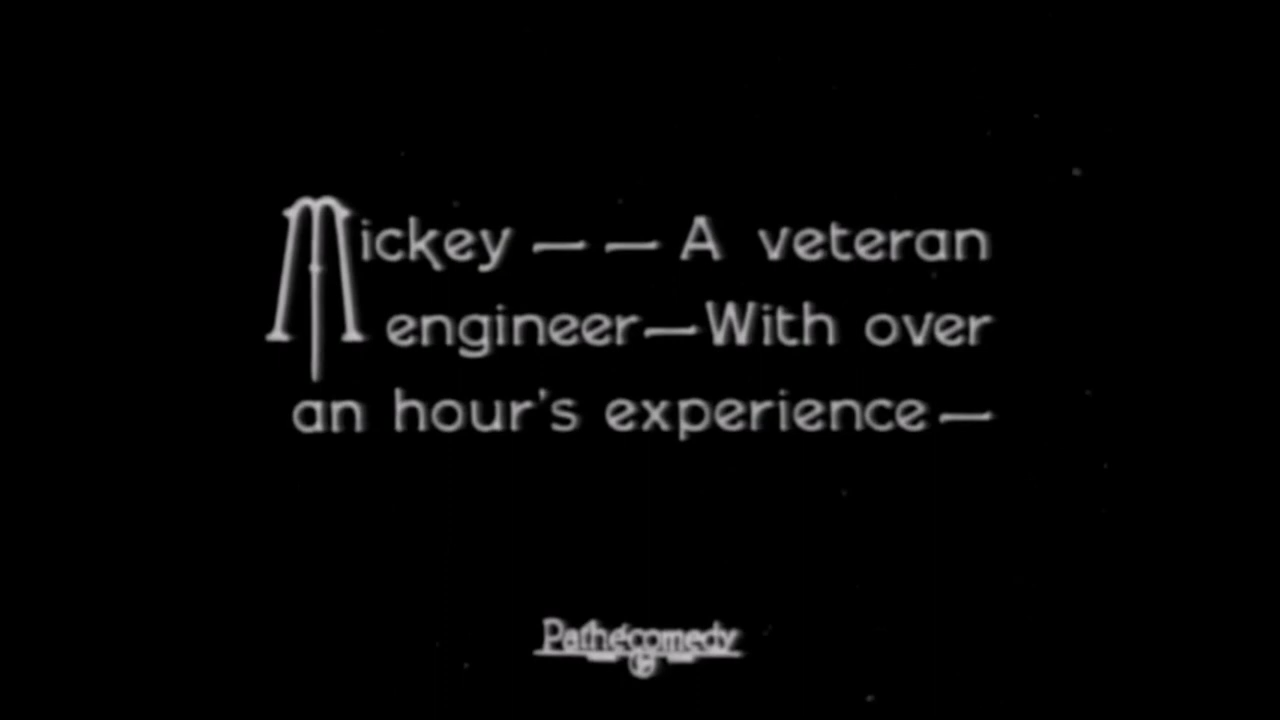 Mickey — — A veteran
engineer—With over
an hour's experience—
Pathécomedy